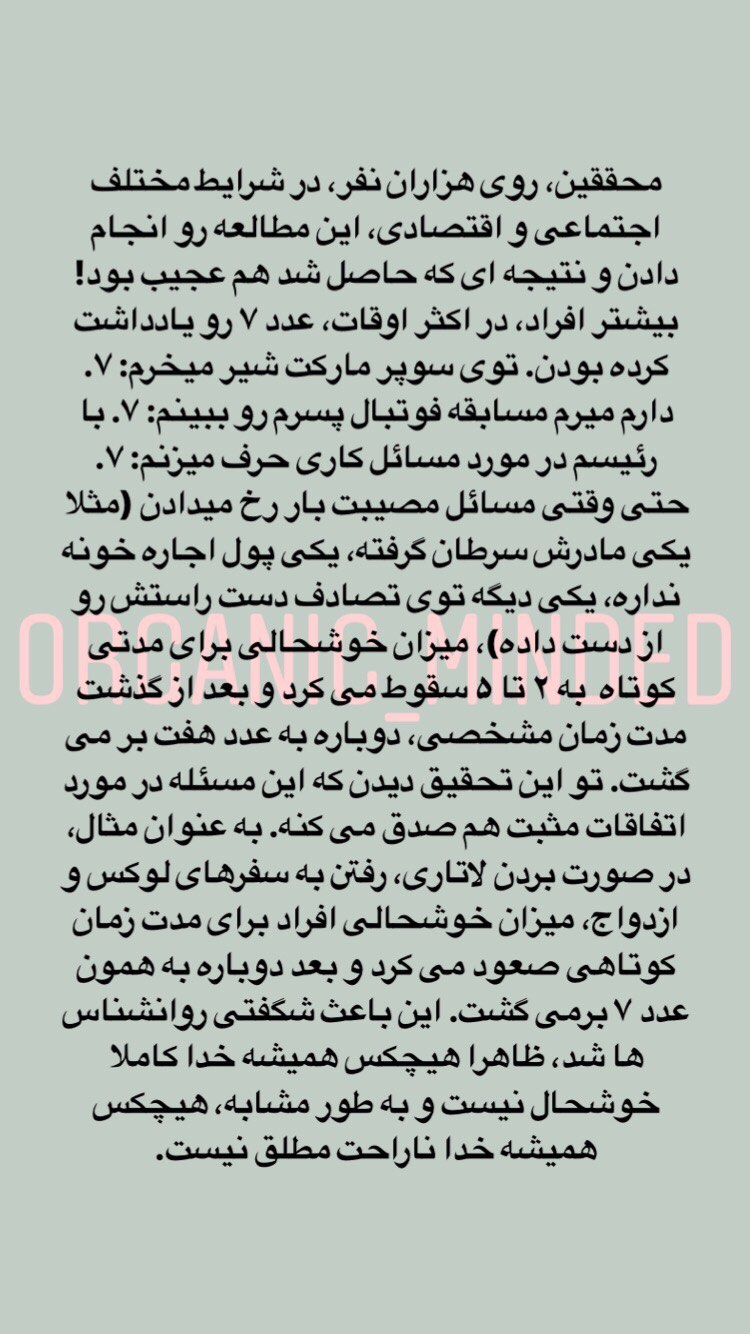 محققین، روی هزاران نفر، در شرایط مختلف
اجتماعی و اقتصادی، این مطالعه رو انجام
دادن و نتیجه ای که حاصل شد هم عجیب بود!
بیشتر افراد، در اکثر اوقات، عدد ۷ رو یادداشت
کرده بودن. توی سوپر مارکت شیر میخرم: ۷.
دارم میرم مسابقه فوتبال پسرم رو ببینم: ۷. با
رئیسم در مورد مسائل کاری حرف میزنم: ۷.
حتی وقتی مسائل مصیبت بار رخ میدادن (مثلا
یکی مادرش سرطان گرفته، یکی پول اجاره خونه
نداره، یکی دیگه توی تصادف دست راستش رو
از دست داده)، میزان خوشحالی برای مدتی
کوتاه به ۲ تا ۵ سقوط می کرد و بعد از گذشت
مدت زمان مشخصی، دوباره به عدد هفت بر می
گشت. تو این تحقیق دیدن که این مسئله در مورد
اتفاقات مثبت هم صدق می کنه. به عنوان مثال،
در صورت بردن لاتاری، رفتن به سفرهای لوکس و
ازدواج، میزان خوشحالی افراد برای مدت زمان
کوتاهی صعود می کرد و بعد دوباره به همون
عدد ۷ برمی گشت. این باعث شگفتی روانشناس
ها شد، ظاهرا هیچکس همیشه خدا کاملا
خوشحال نیست و به طور مشابه، هیچکس
همیشه خدا ناراحت مطلق نیست.
ORGANIC_MINDED